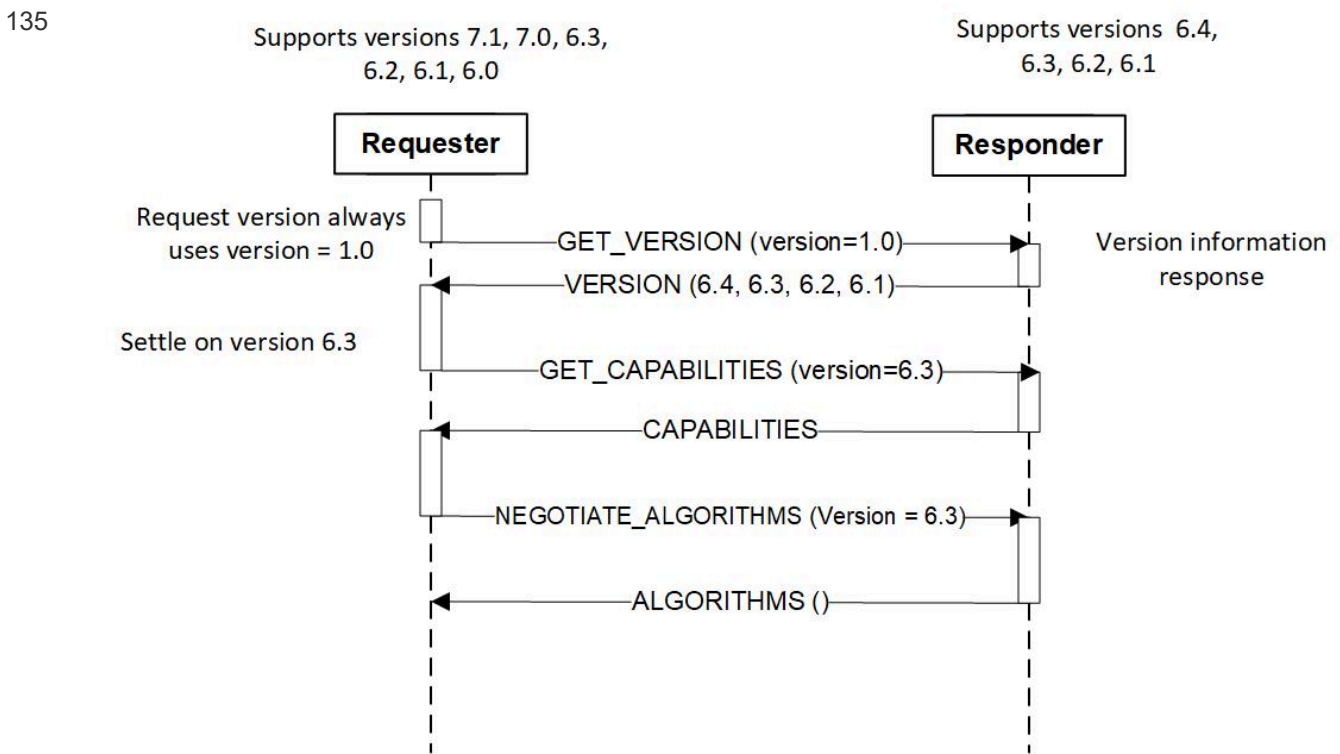 135
Supports versions 7.1, 7.0, 6.3,
6.2, 6.1, 6.0
Supports versions 6.4,
6.3, 6.2, 6.1
Requester
Responder
Request version always
uses version = 1.0
GET_VERSION (version=1.0)
Version information
response
VERSION (6.4, 6.3, 6.2, 6.1)
Settle on version 6.3
GET_CAPABILITIES (version=6.3)
CAPABILITIES
NEGOTIATE_ALGORITHMS (Version = 6.3)
ALGORITHMS ()